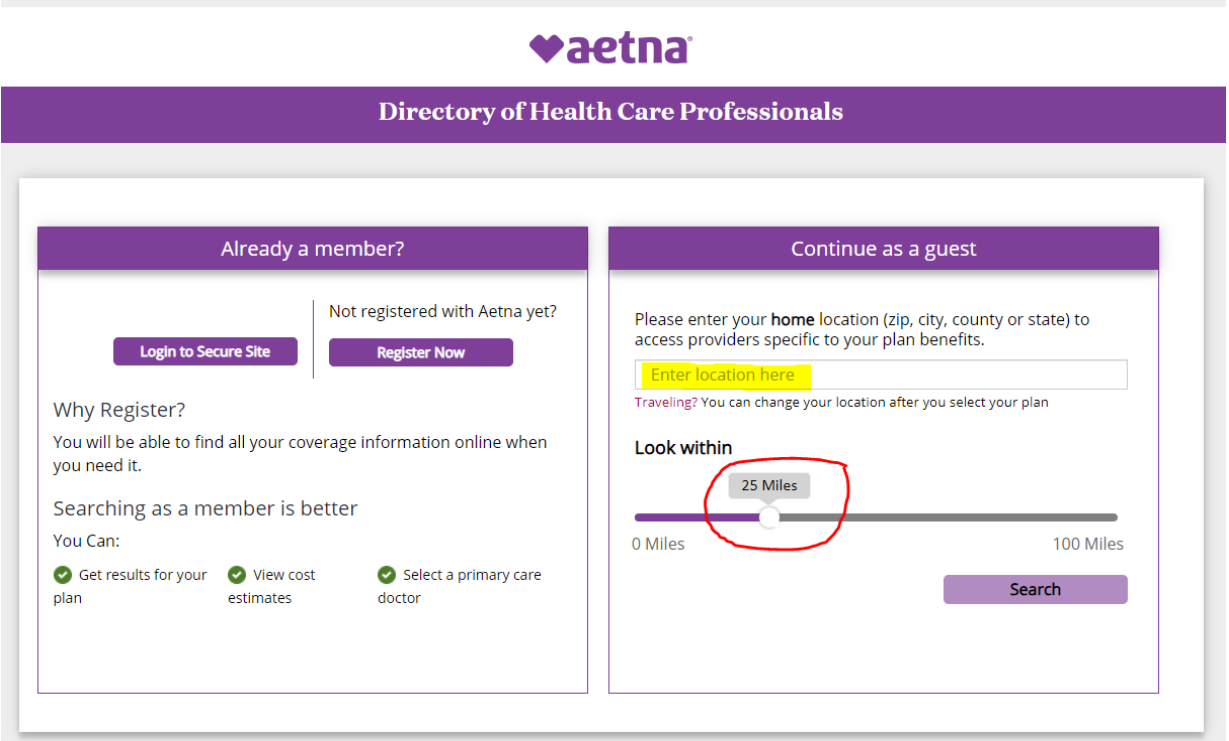 aetna
Directory of Health Care Professionals
Already a member?
Not registered with Aetna yet?
Login to Secure Site
Register Now
Why Register?
You will be able to find all your coverage information online when
you need it.
Searching as a member is better
You Can:
Get results for your
plan
View cost
estimates
Select a primary care
doctor
Continue as a guest
Please enter your home location (zip, city, county or state) to
access providers specific to your plan benefits.
Enter location here
Traveling? You can change your location after you select your plan
Look within
25 Miles
0 Miles
100 Miles
Search